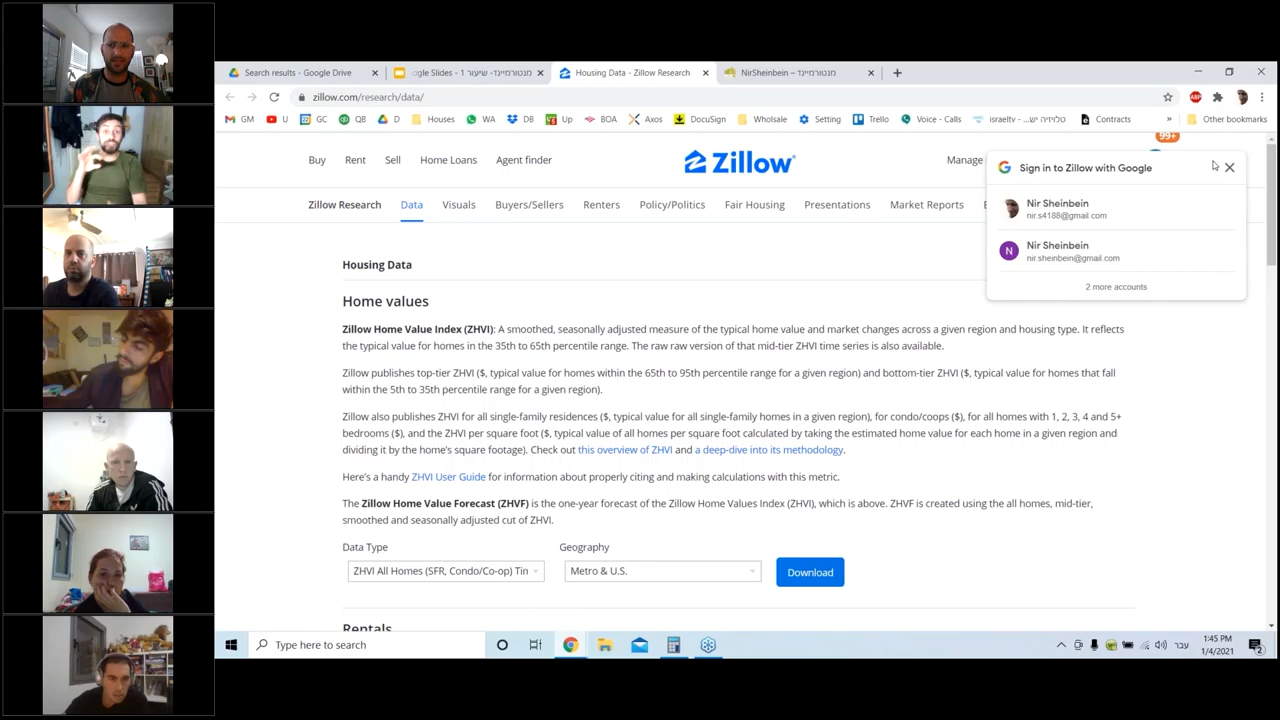 Search results - Google Drive
ogle Slides - 1 מנטורמיינד- שיעור
Housing Data - Zillow Research
NirSheinbein – מנטורמיינד
zillow.com/research/data/
ABP
GM
U
GC
QB
D
Houses
WA
DB
Up
BOA
Axos
DocuSign
Wholsale
Setting
Trello
Voice - Calls
israeltv - טלויזיה יש...
Contracts
»
Other bookmarks
Buy
Rent
Sell
Home Loans
Agent finder
Zillow
Manage
99+
Zillow Research
Data
Visuals
Buyers/Sellers
Renters
Policy/Politics
Fair Housing
Presentations
Market Reports
Sign in to Zillow with Google
Nir Sheinbein
nir.s4188@gmail.com
N
Nir Sheinbein
nir.sheinbein@gmail.com
2 more accounts
Housing Data
Home values
Zillow Home Value Index (ZHVI): A smoothed, seasonally adjusted measure of the typical home value and market changes across a given region and housing type. It reflects
the typical value for homes in the 35th to 65th percentile range. The raw raw version of that mid-tier ZHVI time series is also available.
Zillow publishes top-tier ZHVI ($, typical value for homes within the 65th to 95th percentile range for a given region) and bottom-tier ZHVI ($, typical value for homes that fall
within the 5th to 35th percentile range for a given region).
Zillow also publishes ZHVI for all single-family residences ($, typical value for all single-family homes in a given region), for condo/coops ($), for all homes with 1, 2, 3, 4 and 5+
bedrooms ($), and the ZHVI per square foot ($, typical value of all homes per square foot calculated by taking the estimated home value for each home in a given region and
dividing it by the home's square footage). Check out this overview of ZHVI and a deep-dive into its methodology.
Here's a handy ZHVI User Guide for information about properly citing and making calculations with this metric.
The Zillow Home Value Forecast (ZHVF) is the one-year forecast of the Zillow Home Values Index (ZHVI), which is above. ZHVF is created using the all homes, mid-tier,
smoothed and seasonally adjusted cut of ZHVI.
Data Type
Geography
ZHVI All Homes (SFR, Condo/Co-op) Tin
Metro & U.S.
Download
Rentals
Type here to search
עבר
1:45 PM
1/4/2021
2